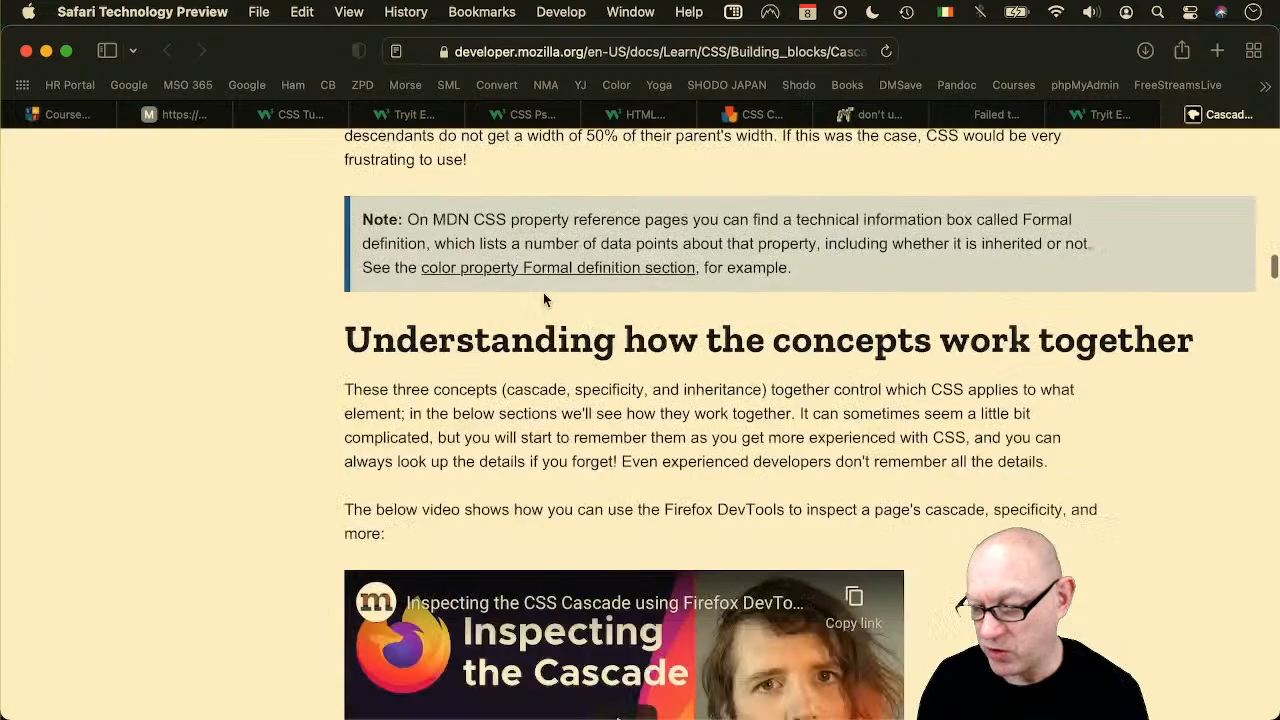 Safari Technology Preview File Edit View History Bookmarks Develop Window Help 8
developer.mozilla.org/en-US/docs/Learn/CSS/Building_blocks/Casca
HR Portal Google MSO 365 Google Ham CB ZPD Morse SML Convert NMA YJ Color Yoga SHODO JAPAN Shodo Books DMSave Pandoc Courses phpMyAdmin FreeStreamsLive
Course... M https://... CSS Tu... Tryit E... CSS Ps... HTML... CSS C... don't u... Failed t... Tryit E... Cascad...
descendants do not get a width of 50% of their parent's width. If this was the case, CSS would be very
frustrating to use!
Note: On MDN CSS property reference pages you can find a technical information box called Formal
definition, which lists a number of data points about that property, including whether it is inherited or not.
See the color property Formal definition section, for example.
Understanding how the concepts work together
These three concepts (cascade, specificity, and inheritance) together control which CSS applies to what
element; in the below sections we'll see how they work together. It can sometimes seem a little bit
complicated, but you will start to remember them as you get more experienced with CSS, and you can
always look up the details if you forget! Even experienced developers don't remember all the details.
The below video shows how you can use the Firefox DevTools to inspect a page's cascade, specificity, and
more:
m Inspecting the CSS Cascade using Firefox DevTo...
Copy link
Inspecting
the Cascade